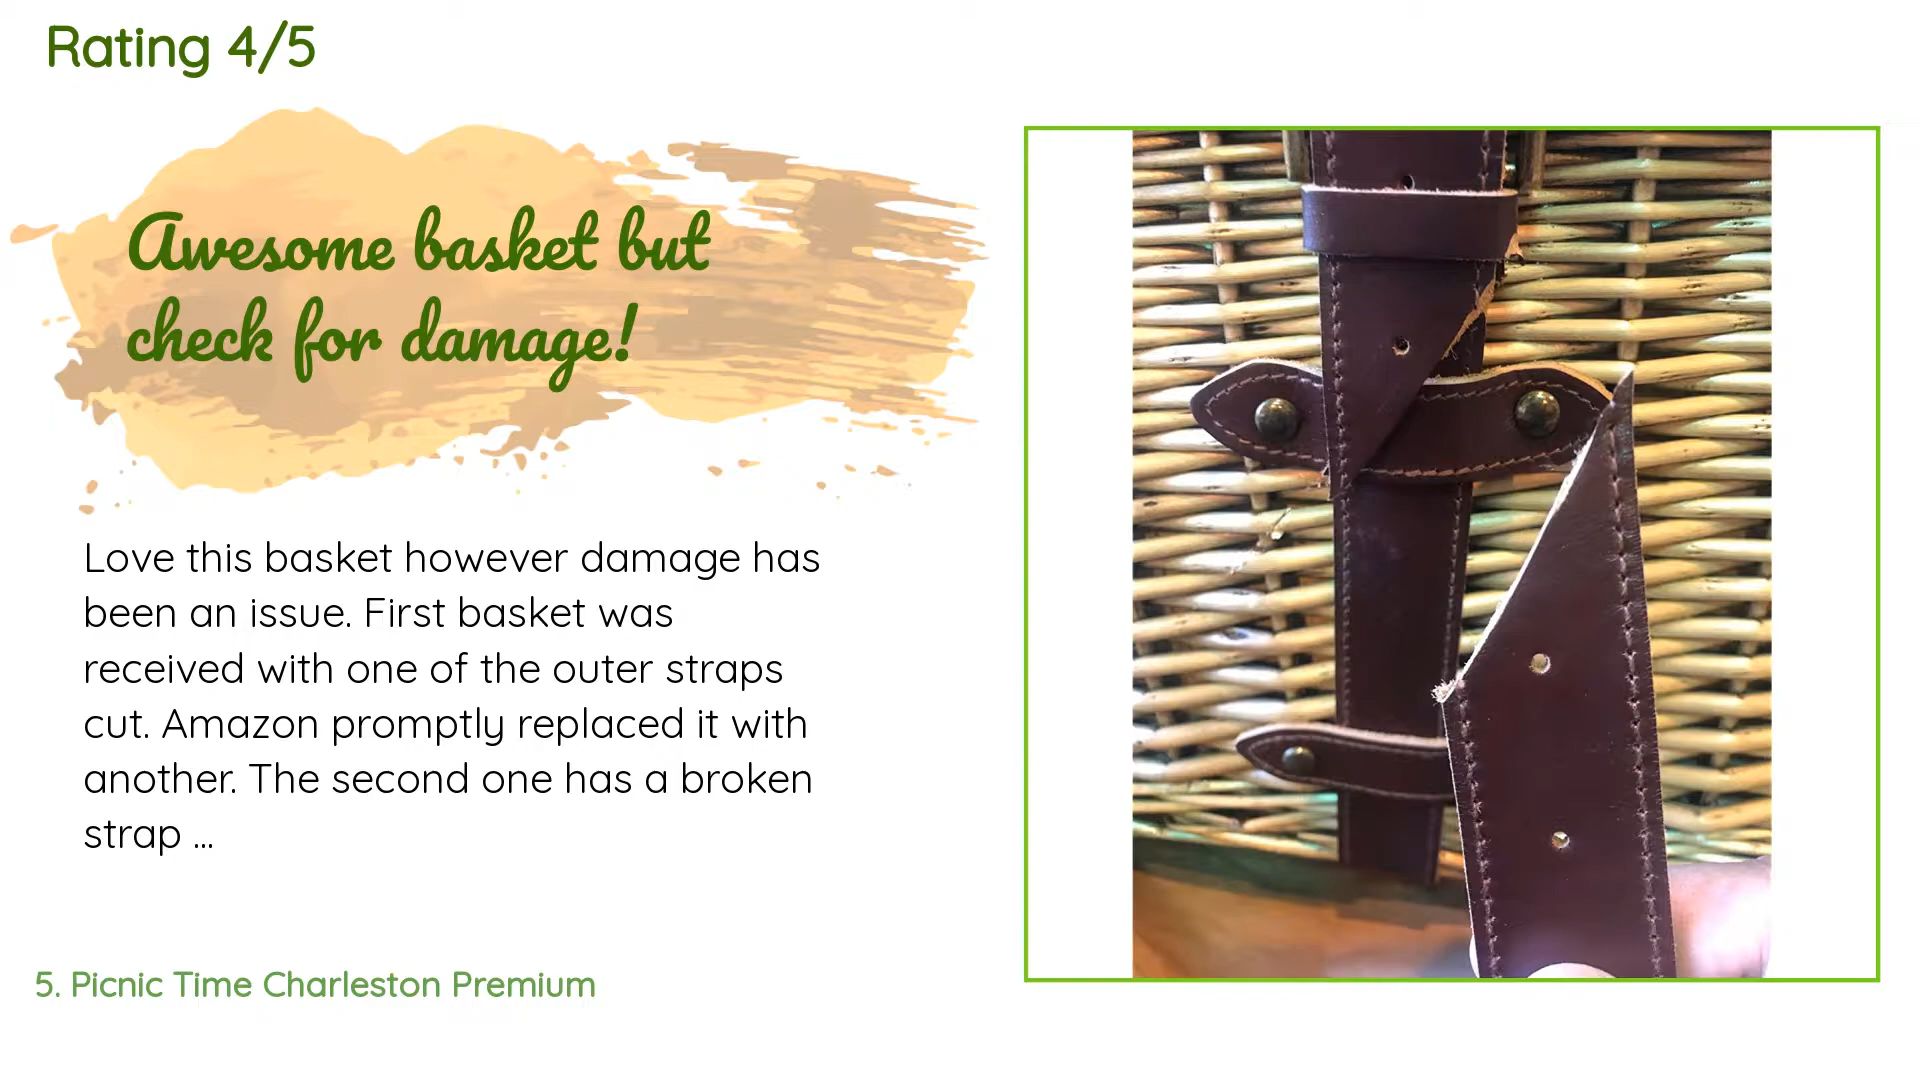 Rating 4/5
Awesome basket but
check for damage!
Love this basket however damage has
been an issue. First basket was
received with one of the outer straps
cut. Amazon promptly replaced it with
another. The second one has a broken
strap ...
5. Picnic Time Charleston Premium